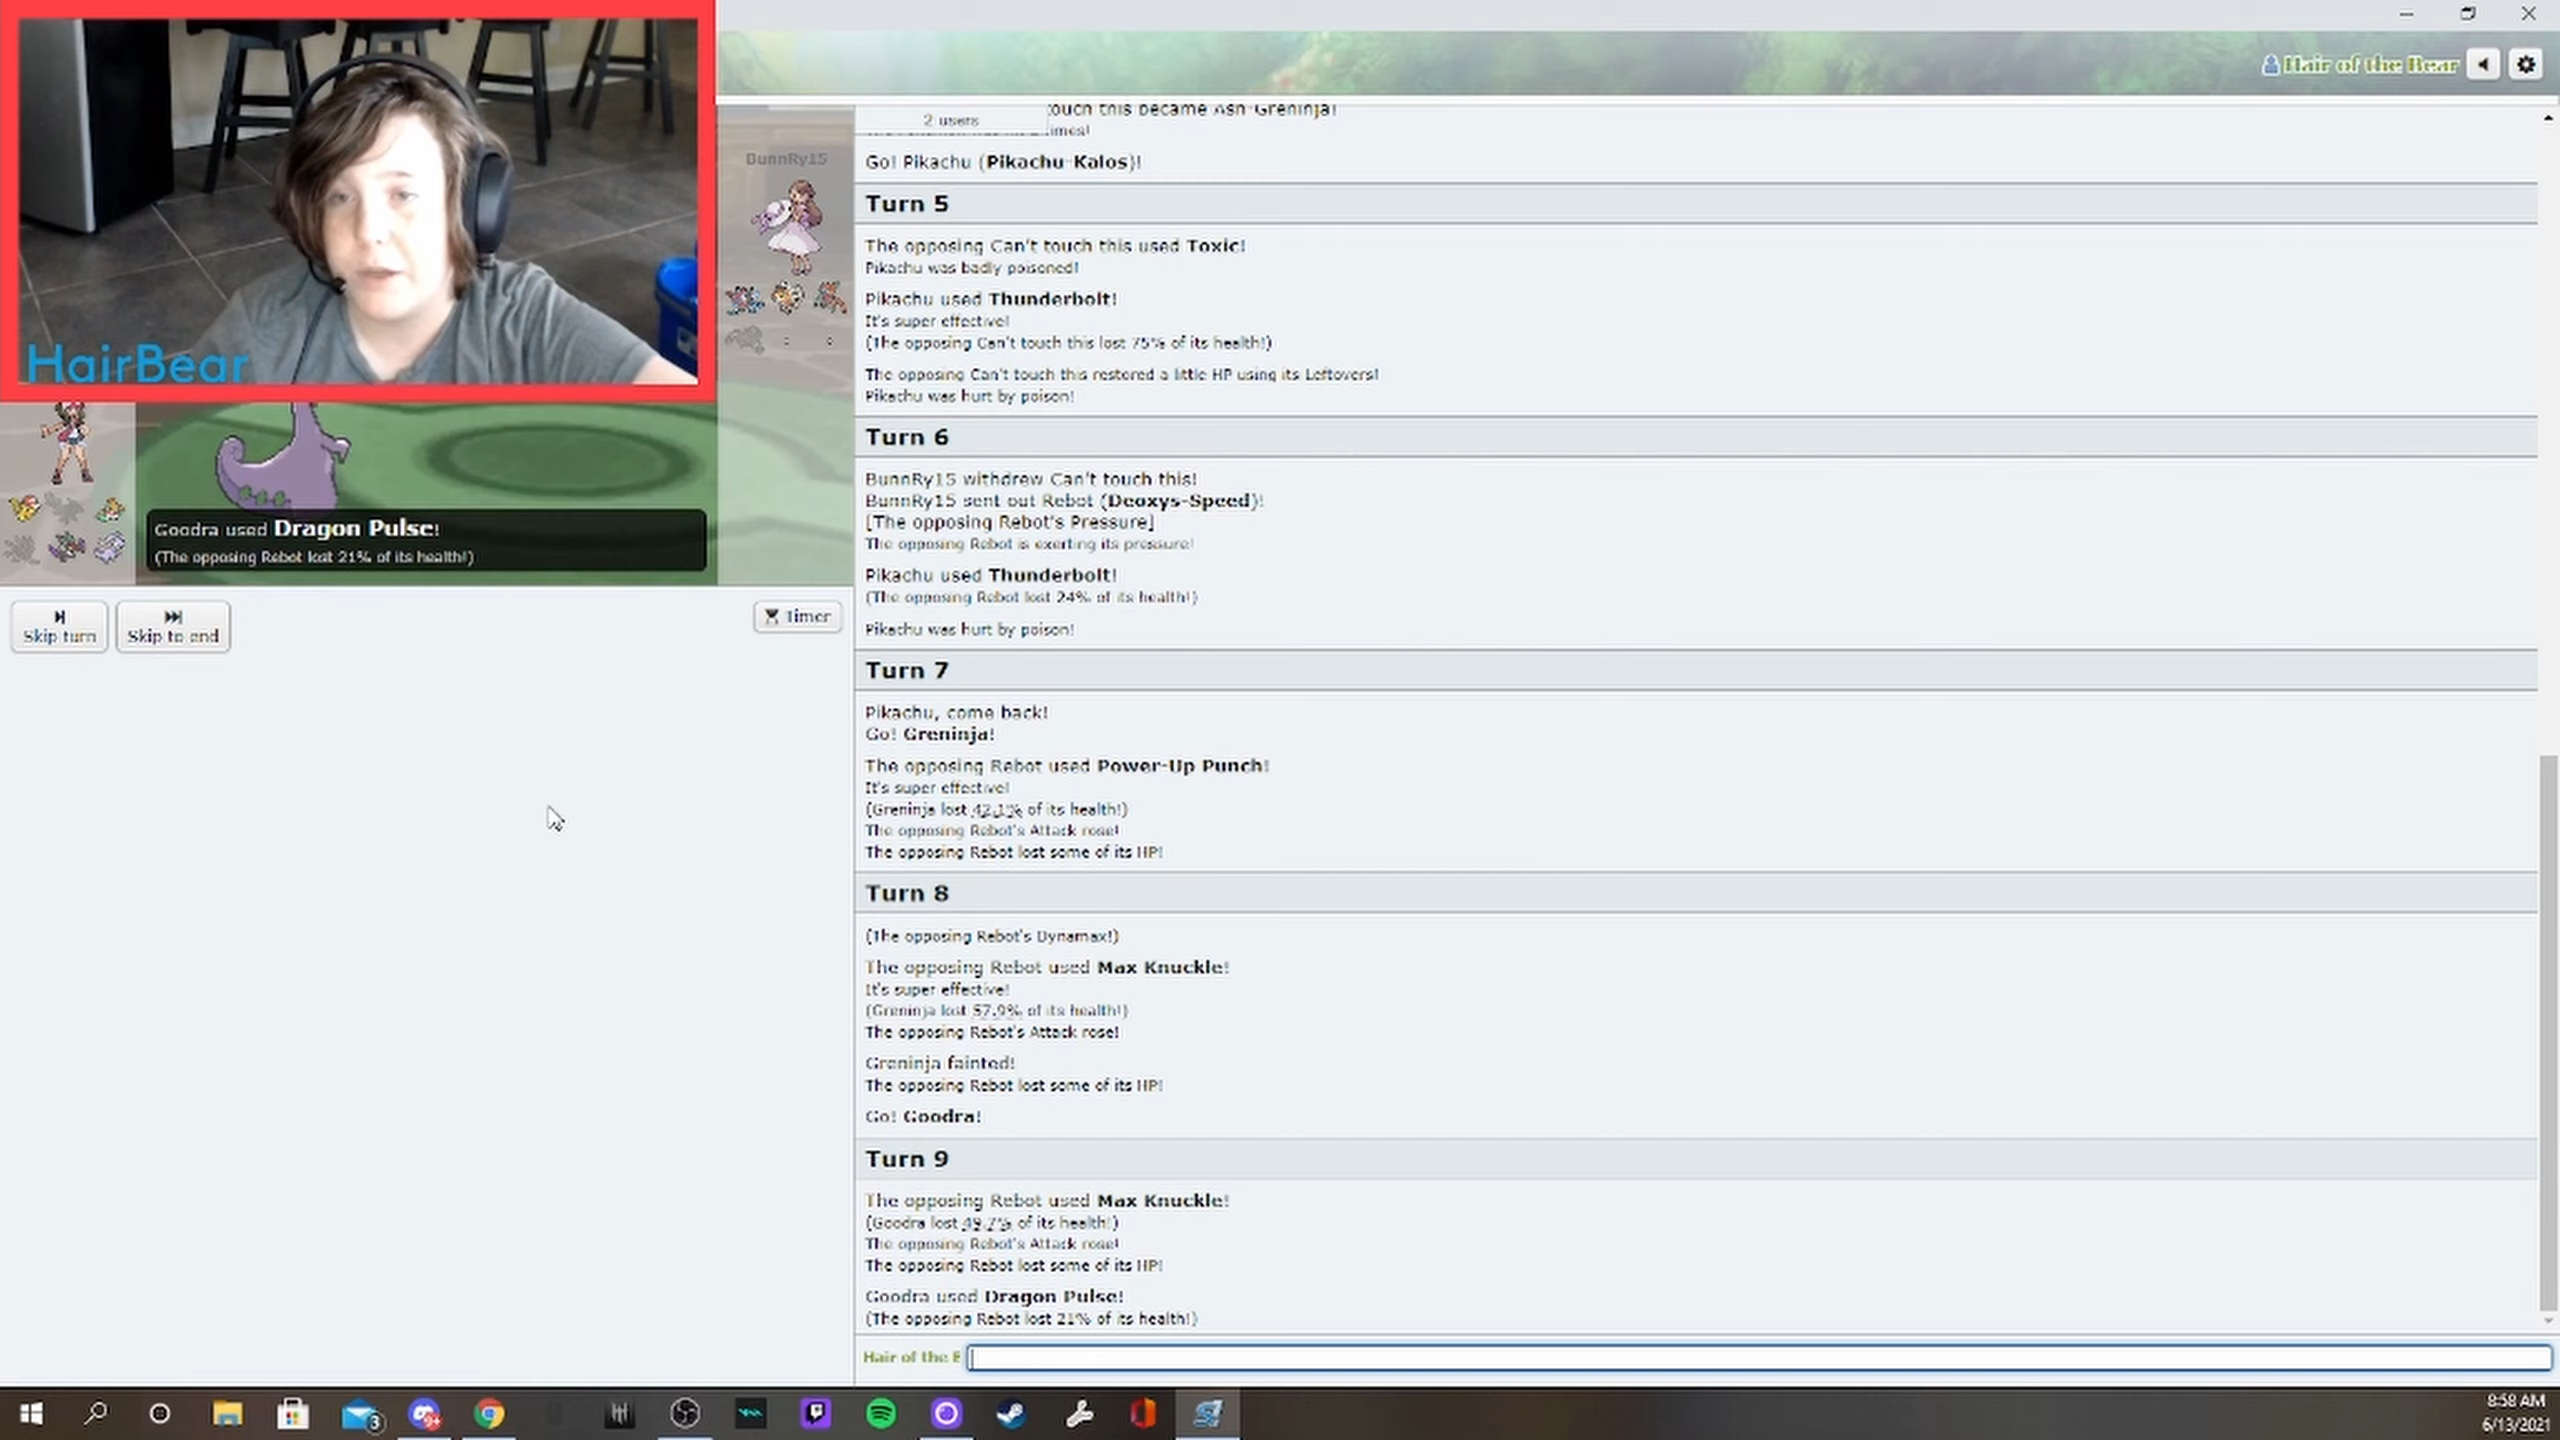 HairBear
Hair of the Bear
BunnRy15
Goodra used Dragon Pulse!
(The opposing Rebot lost 21% of its health!)
Skip turn
Skip to end
Timer
2 users
touch this became Ash-Greninja!
times!
Go! Pikachu (Pikachu-Kalos)!
Turn 5
The opposing Can't touch this used Toxic!
Pikachu was badly poisoned!
Pikachu used Thunderbolt!
It's super effective!
(The opposing Can't touch this lost 75% of its health!)
The opposing Can't touch this restored a little HP using its Leftovers!
Pikachu was hurt by poison!
Turn 6
BunnRy15 withdrew Can't touch this!
BunnRy15 sent out Rebot (Deoxys-Speed)!
[The opposing Rebot's Pressure]
The opposing Rebot is exerting its pressure!
Pikachu used Thunderbolt!
(The opposing Rebot lost 24% of its health!)
Pikachu was hurt by poison!
Turn 7
Pikachu, come back!
Go! Greninja!
The opposing Rebot used Power-Up Punch!
It's super effective!
(Greninja lost 42.1% of its health!)
The opposing Rebot's Attack rose!
The opposing Rebot lost some of its HP!
Turn 8
(The opposing Rebot's Dynamax!)
The opposing Rebot used Max Knuckle!
It's super effective!
(Greninja lost 57.9% of its health!)
The opposing Rebot's Attack rose!
Greninja fainted!
The opposing Rebot lost some of its HP!
Go! Goodra!
Turn 9
The opposing Rebot used Max Knuckle!
(Goodra lost 49.7% of its health!)
The opposing Rebot's Attack rose!
The opposing Rebot lost some of its HP!
Goodra used Dragon Pulse!
(The opposing Rebot lost 21% of its health!)
Hair of the B
3
9+
8:58 AM
6/13/2021